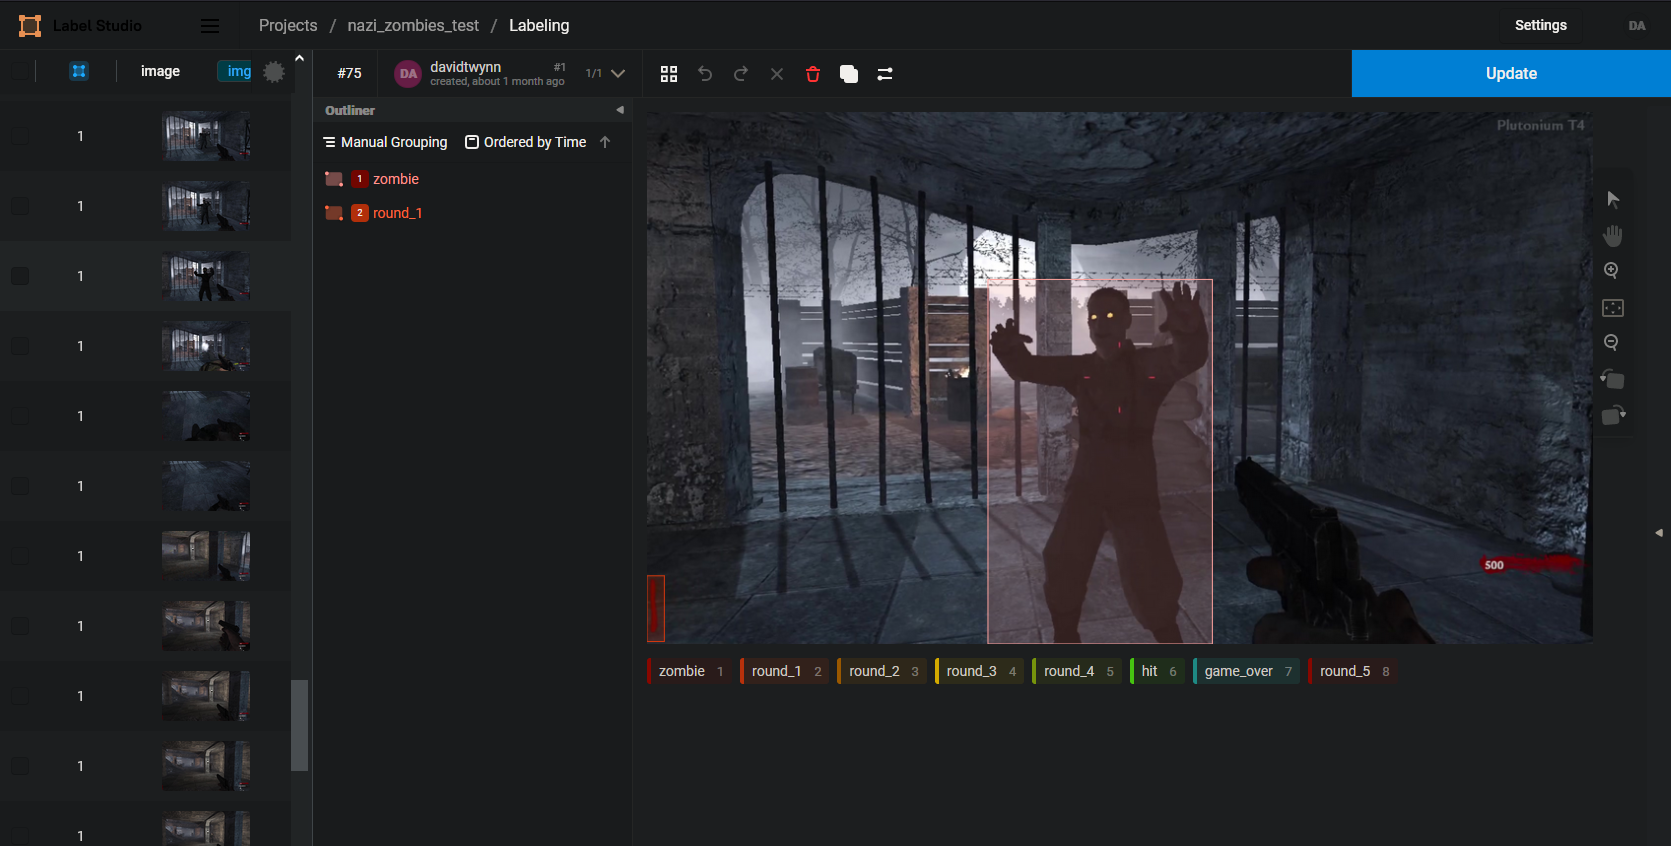 Label Studio
Projects / nazi_zombies_test / Labeling
Settings
DA
image
img
#75
DA
davidtwynn
#1
created, about 1 month ago
1/1
Update
Outliner
Manual Grouping
Ordered by Time
1 zombie
2 round_1
1
1
1
1
1
1
1
1
1
1
1
Plutonium T4
500
zombie 1
round_1 2
round_2 3
round_3 4
round_4 5
hit 6
game_over 7
round_5 8